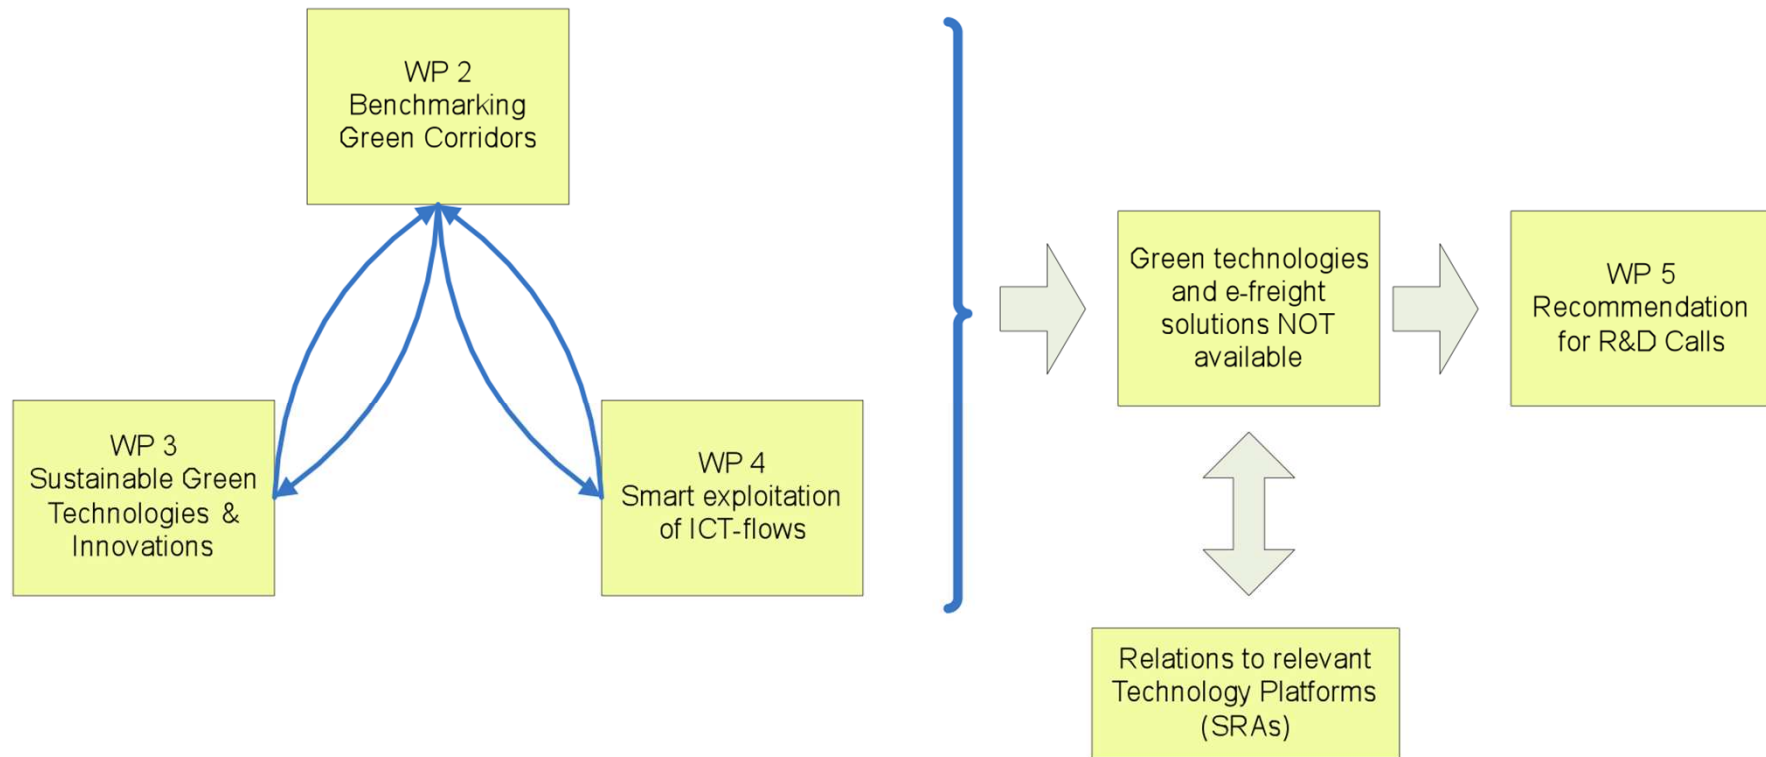 WP 2
Benchmarking
Green Corridors
WP 3
Sustainable Green
Technologies &
Innovations
WP 4
Smart exploitation
of ICT-flows
Green technologies
and e-freight
solutions NOT
available
WP 5
Recommendation
for R&D Calls
Relations to relevant
Technology Platforms
(SRAs)